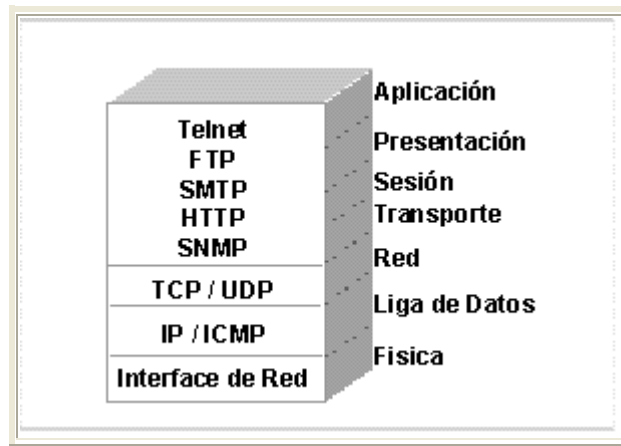 Telnet
FTP
SMTP
HTTP
SNMP
TCP / UDP
IP / ICMP
Interface de Red
Aplicación
Presentación
Sesión
Transporte
Red
Liga de Datos
Fisica